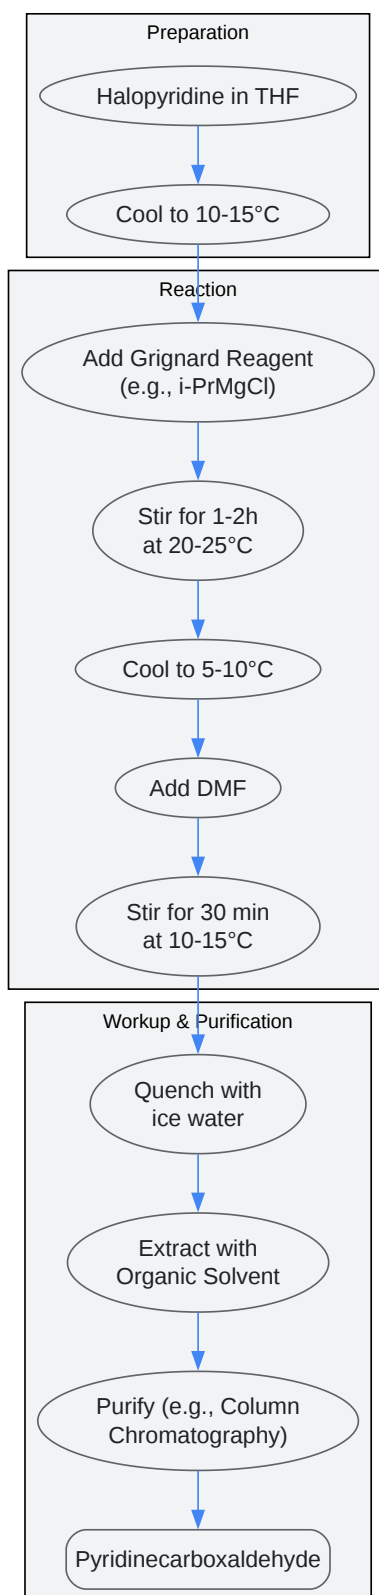 Preparation
Halopyridine in THF
Cool to 10-15°C
Reaction
Add Grignard Reagent
(e.g., i-PrMgCl)
Stir for 1-2h
at 20-25°C
Cool to 5-10°C
Add DMF
Stir for 30 min
at 10-15°C
Workup & Purification
Quench with
ice water
Extract with
Organic Solvent
Purify (e.g., Column
Chromatography)
Pyridinecarboxaldehyde